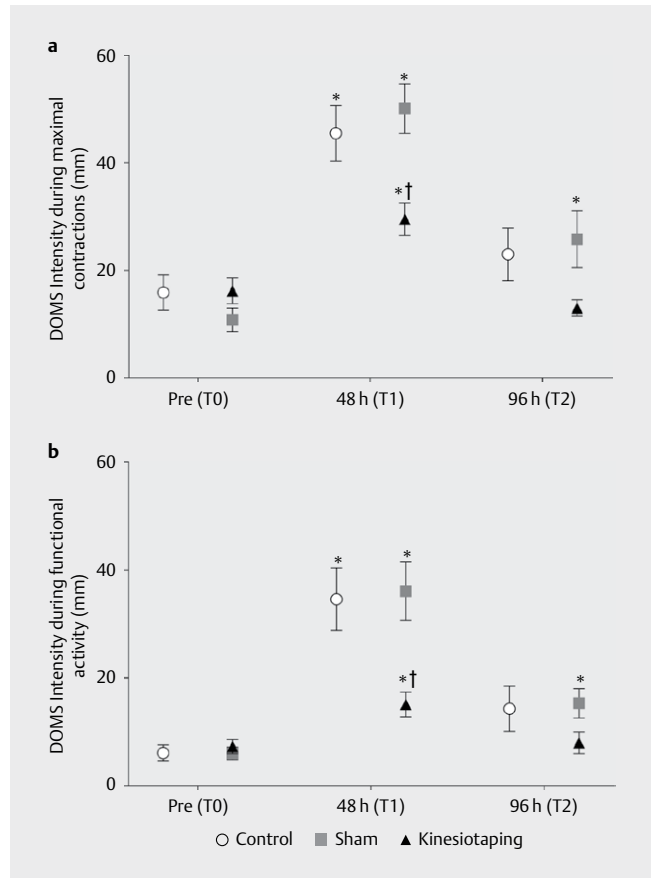 a
DOMS Intensity during maximal
contractions (mm)
60
40
20
0
* *
*†
*
Pre (T0) 48 h (T1) 96 h (T2)
b
DOMS Intensity during functional
activity (mm)
60
40
20
0
* *
*†
*
Pre (T0) 48 h (T1) 96 h (T2)
Control Sham Kinesiotaping